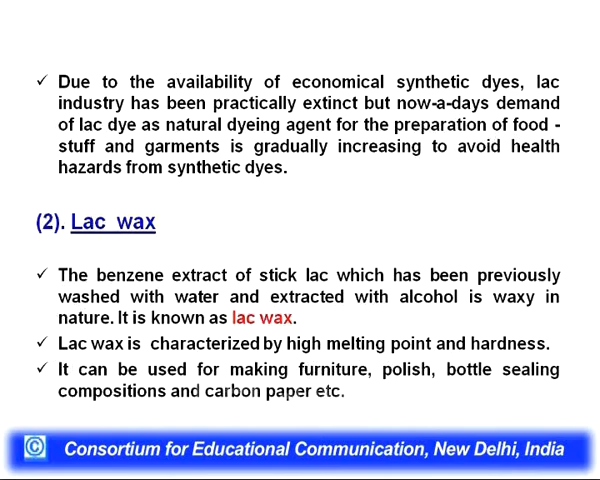 ✓ Due to the availability of economical synthetic dyes, lac
industry has been practically extinct but now-a-days demand
of lac dye as natural dyeing agent for the preparation of food -
stuff and garments is gradually increasing to avoid health
hazards from synthetic dyes.
(2). Lac wax
✓ The benzene extract of stick lac which has been previously
washed with water and extracted with alcohol is waxy in
nature. It is known as lac wax.
✓ Lac wax is characterized by high melting point and hardness.
✓ It can be used for making furniture, polish, bottle sealing
compositions and carbon paper etc.
© Consortium for Educational Communication, New Delhi, India